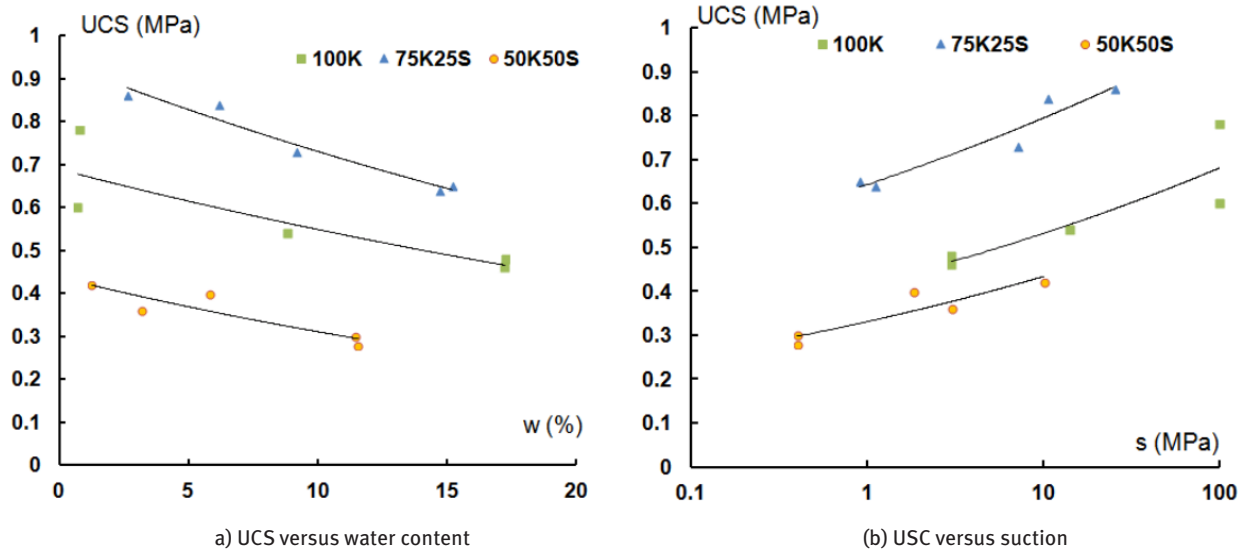 UCS (MPa)
1
0.9
0.8
0.7
0.6
0.5
0.4
0.3
0.2
0.1
0
100K 75K25S 50K50S
w (%)
0 5 10 15 20
a) UCS versus water content
UCS (MPa)
1
0.9
0.8
0.7
0.6
0.5
0.4
0.3
0.2
0.1
0
100K 75K25S 50K50S
s (MPa)
0.1 1 10 100
(b) USC versus suction